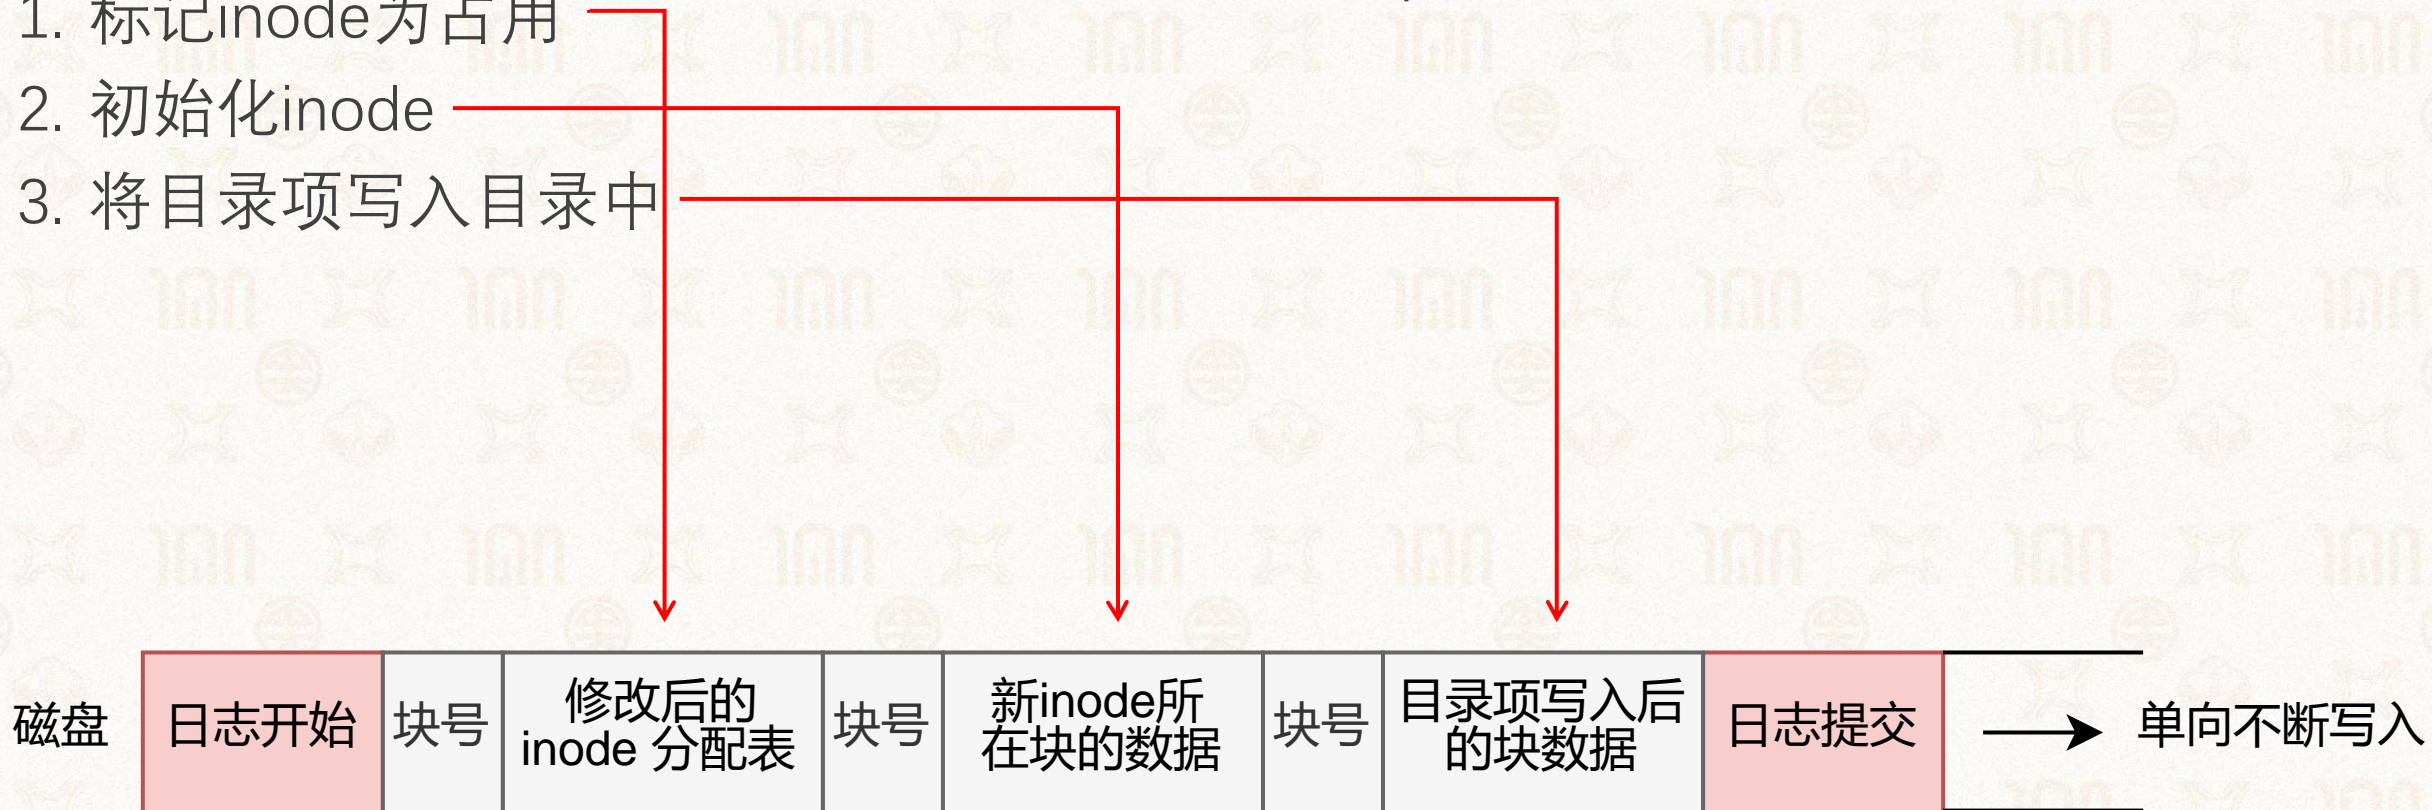 1. 标记inode为占用
2. 初始化inode
3. 将目录项写入目录中
磁盘
日志开始
块号
修改后的
inode 分配表
块号
新inode所
在块的数据
块号
目录项写入后
的块数据
日志提交
单向不断写入